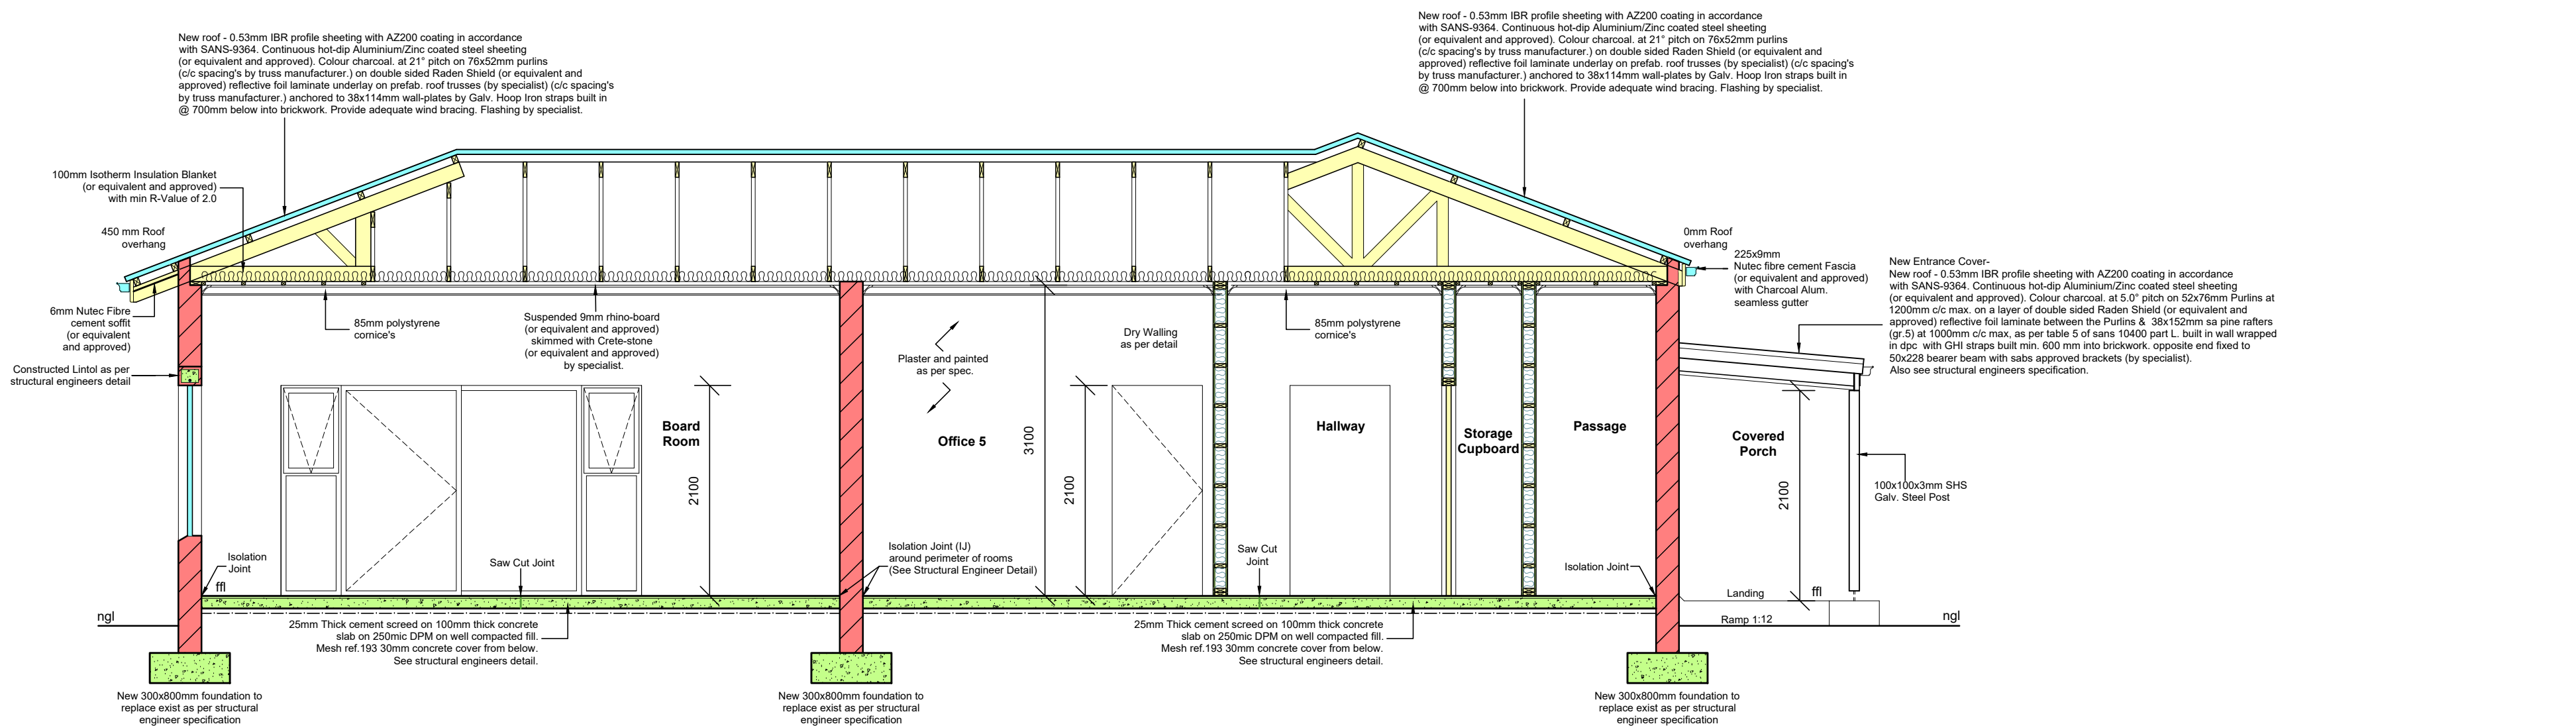 New roof - 0.53mm IBR profile sheeting with AZ200 coating in accordance
with SANS-9364. Continuous hot-dip Aluminium/Zinc coated steel sheeting
(or equivalent and approved). Colour charcoal. at 21° pitch on 76x52mm purlins
(c/c spacing's by truss manufacturer.) on double sided Raden Shield (or equivalent and
approved) reflective foil laminate underlay on prefab. roof trusses (by specialist) (c/c spacing's
by truss manufacturer.) anchored to 38x114mm wall-plates by Galv. Hoop Iron straps built in
@ 700mm below into brickwork. Provide adequate wind bracing. Flashing by specialist.
New roof - 0.53mm IBR profile sheeting with AZ200 coating in accordance
with SANS-9364. Continuous hot-dip Aluminium/Zinc coated steel sheeting
(or equivalent and approved). Colour charcoal. at 21° pitch on 76x52mm purlins
(c/c spacing's by truss manufacturer.) on double sided Raden Shield (or equivalent and
approved) reflective foil laminate underlay on prefab. roof trusses (by specialist) (c/c spacing's
by truss manufacturer.) anchored to 38x114mm wall-plates by Galv. Hoop Iron straps built in
@ 700mm below into brickwork. Provide adequate wind bracing. Flashing by specialist.
100mm Isotherm Insulation Blanket
(or equivalent and approved)
with min R-Value of 2.0
450 mm Roof
overhang
0mm Roof
overhang
225x9mm
Nutec fibre cement Fascia
(or equivalent and approved)
with Charcoal Alum.
seamless gutter
New Entrance Cover-
New roof - 0.53mm IBR profile sheeting with AZ200 coating in accordance
with SANS-9364. Continuous hot-dip Aluminium/Zinc coated steel sheeting
(or equivalent and approved). Colour charcoal. at 5.0° pitch on 52x76mm Purlins at
1200mm c/c max. on a layer of double sided Raden Shield (or equivalent and
approved) reflective foil laminate between the Purlins & 38x152mm sa pine rafters
(gr.5) at 1000mm c/c max, as per table 5 of sans 10400 part L. built in wall wrapped
in dpc with GHI straps built min. 600 mm into brickwork. opposite end fixed to
50x228 bearer beam with sabs approved brackets (by specialist).
Also see structural engineers specification.
6mm Nutec Fibre
cement soffit
(or equivalent
and approved)
85mm polystyrene
cornice's
Suspended 9mm rhino-board
(or equivalent and approved)
skimmed with Crete-stone
(or equivalent and approved)
by specialist.
Plaster and painted
as per spec.
Dry Walling
as per detail
85mm polystyrene
cornice's
Constructed Lintol as per
structural engineers detail
Board
Room
Office 5
Hallway
Storage
Cupboard
Passage
Covered
Porch
2100
3100
2100
2100
100x100x3mm SHS
Galv. Steel Post
Isolation
Joint
ffl
Saw Cut Joint
Isolation Joint (IJ)
around perimeter of rooms
(See Structural Engineer Detail)
Saw Cut
Joint
Isolation Joint
Landing
ffl
ngl
Ramp 1:12
ngl
25mm Thick cement screed on 100mm thick concrete
slab on 250mic DPM on well compacted fill.
Mesh ref.193 30mm concrete cover from below.
See structural engineers detail.
25mm Thick cement screed on 100mm thick concrete
slab on 250mic DPM on well compacted fill.
Mesh ref.193 30mm concrete cover from below.
See structural engineers detail.
New 300x800mm foundation to
replace exist as per structural
engineer specification
New 300x800mm foundation to
replace exist as per structural
engineer specification
New 300x800mm foundation to
replace exist as per structural
engineer specification